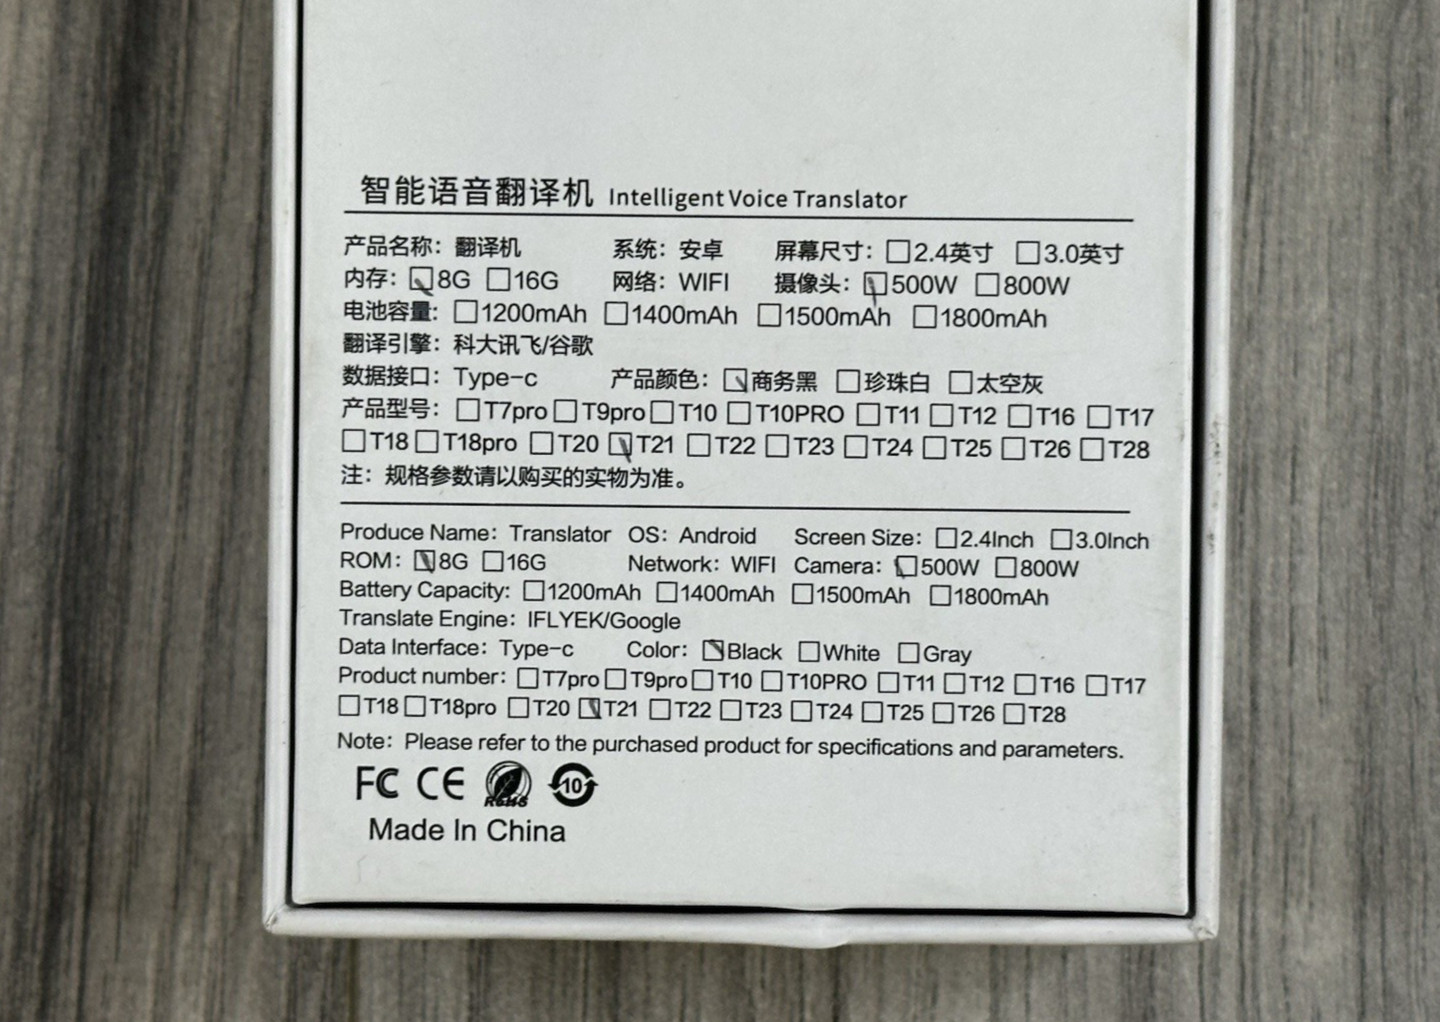 智能语音翻译机 Intelligent Voice Translator
产品名称：翻译机 系统：安卓 屏幕尺寸：□2.4英寸 □3.0英寸
内存：☑8G □16G 网络：WIFI 摄像头：☑500W □800W
电池容量：□1200mAh □1400mAh □1500mAh □1800mAh
翻译引擎：科大讯飞/谷歌
数据接口：Type-c 产品颜色：☑商务黑 □珍珠白 □太空灰
产品型号：□T7pro □T9pro □T10 □T10PRO □T11 □T12 □T16 □T17
□T18 □T18pro □T20 ☑T21 □T22 □T23 □T24 □T25 □T26 □T28
注：规格参数请以购买的实物为准。
Produce Name：Translator OS：Android Screen Size：□2.4Inch □3.0Inch
ROM：☑8G □16G Network：WIFI Camera：☑500W □800W
Battery Capacity：□1200mAh □1400mAh □1500mAh □1800mAh
Translate Engine：IFLYEK/Google
Data Interface：Type-c Color：☑Black □White □Gray
Product number：□T7pro □T9pro □T10 □T10PRO □T11 □T12 □T16 □T17
□T18 □T18pro □T20 ☑T21 □T22 □T23 □T24 □T25 □T26 □T28
Note：Please refer to the purchased product for specifications and parameters.
FC CE RoHS 10
Made In China